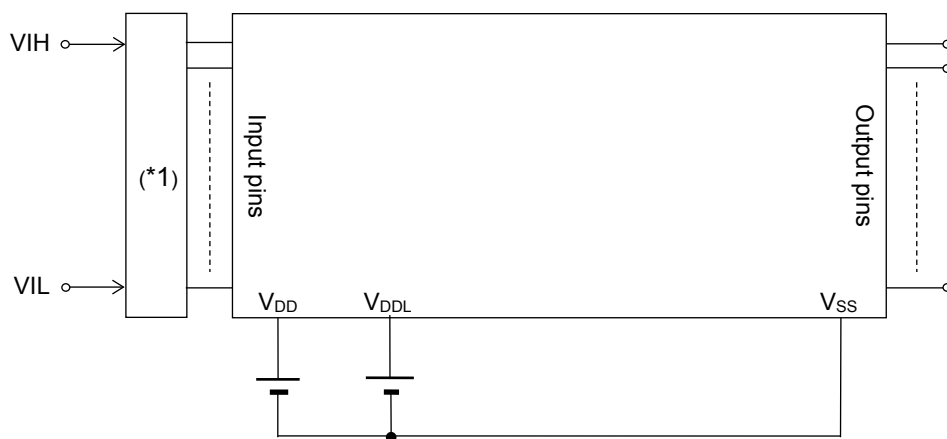 VIH
(*1)
Input pins
Output pins
VIL
VDD
VDDL
VSS